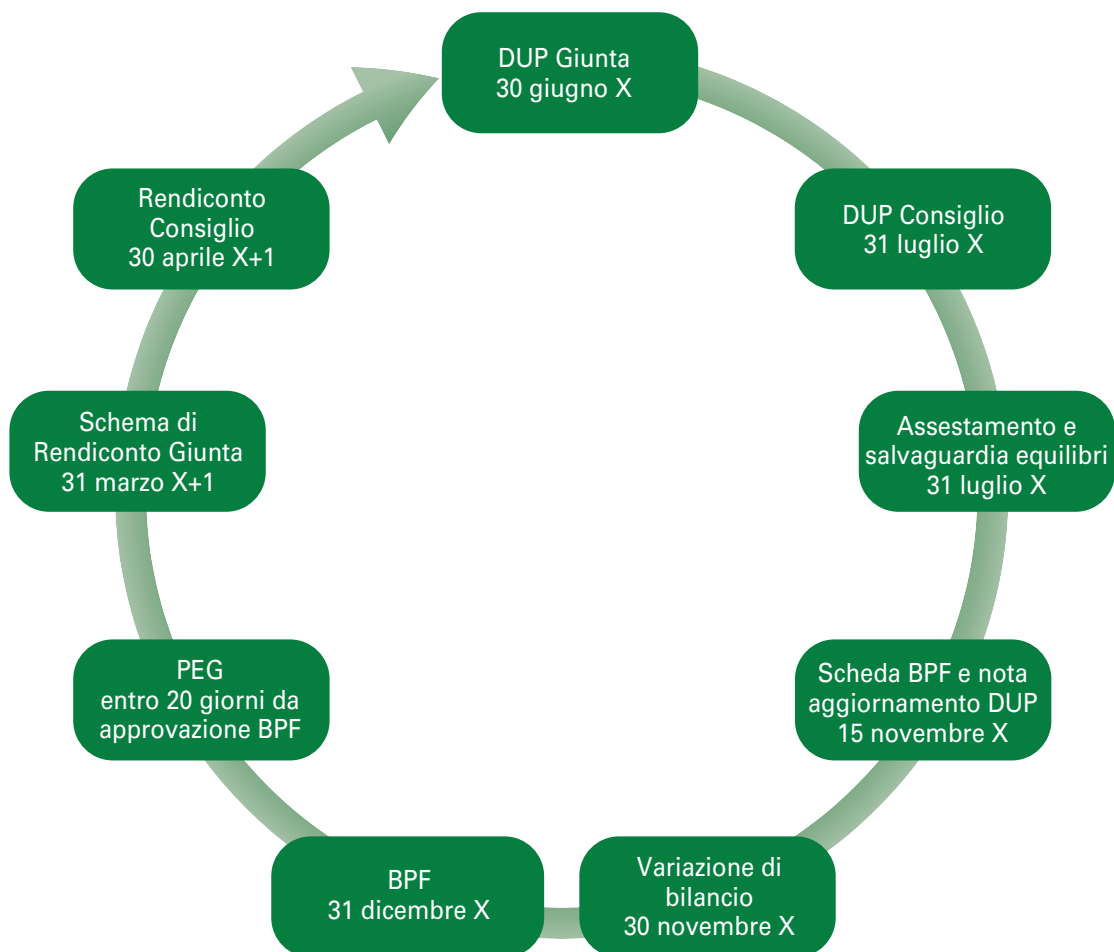 DUP Giunta
30 giugno X
DUP Consiglio
31 luglio X
Assestamento e
salvaguardia equilibri
31 luglio X
Scheda BPF e nota
aggiornamento DUP
15 novembre X
Variazione di
bilancio
30 novembre X
BPF
31 dicembre X
PEG
entro 20 giorni da
approvazione BPF
Schema di
Rendiconto Giunta
31 marzo X+1
Rendiconto
Consiglio
30 aprile X+1